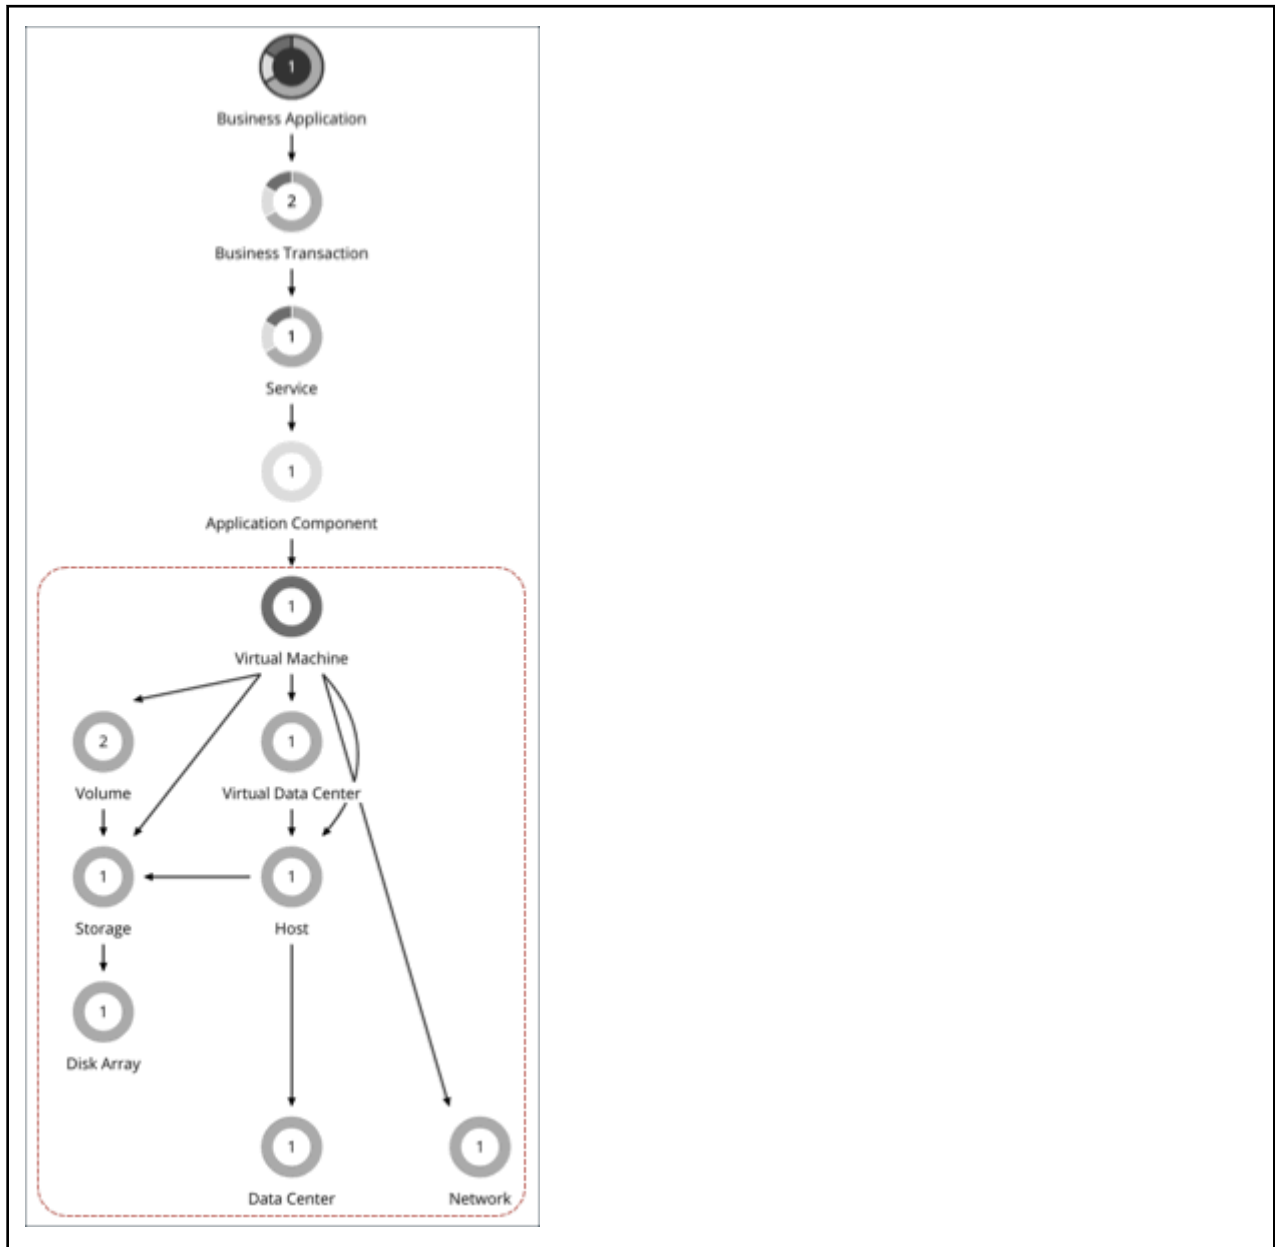 1
Business Application
2
Business Transaction
1
Service
1
Application Component
1
Virtual Machine
2
1
Volume
Virtual Data Center
1
1
Storage
Host
1
Disk Array
1
1
Data Center
Network